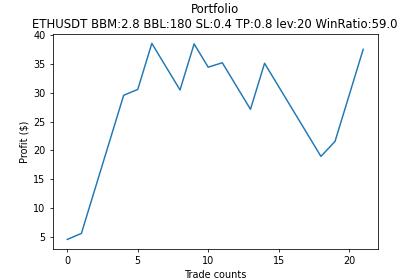 Portfolio
ETHUSDT BBM:2.8 BBL:180 SL:0.4 TP:0.8 lev:20 WinRatio:59.0
40
35
30
25
20
15
10
5
Profit ($)
0 5 10 15 20
Trade counts